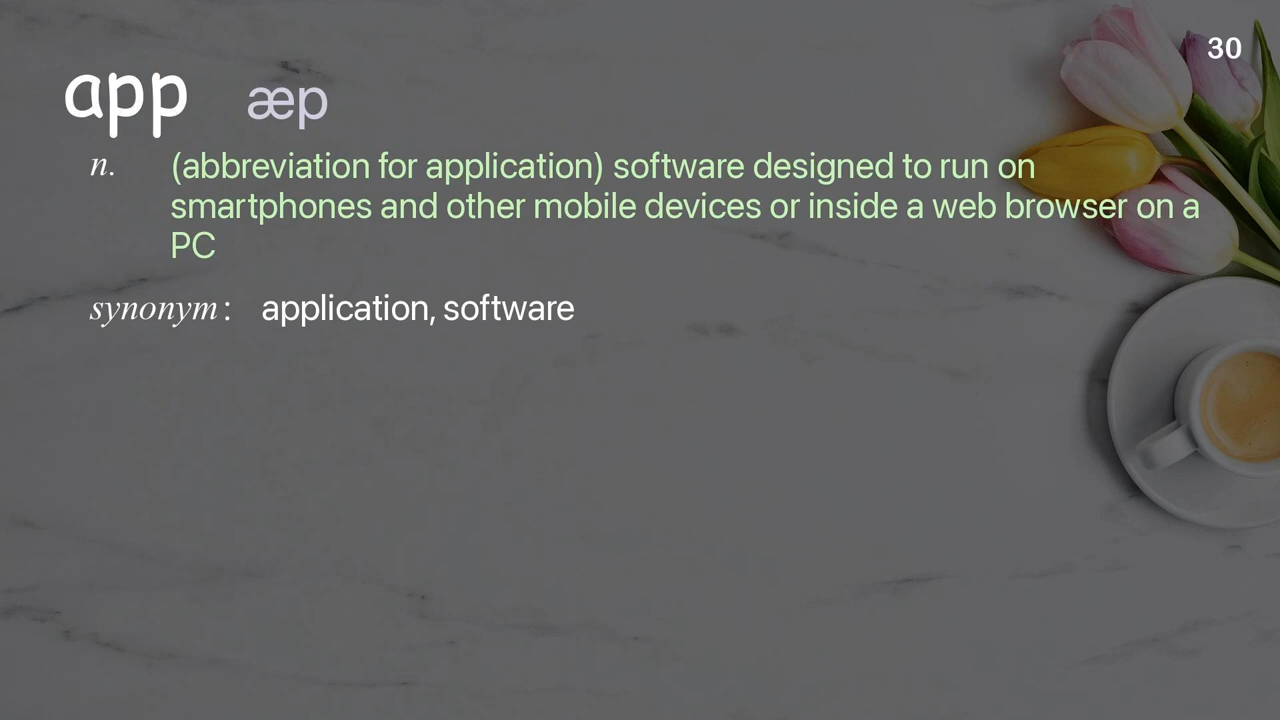 30
app æp
n. (abbreviation for application) software designed to run on
smartphones and other mobile devices or inside a web browser on a
PC
synonym: application, software